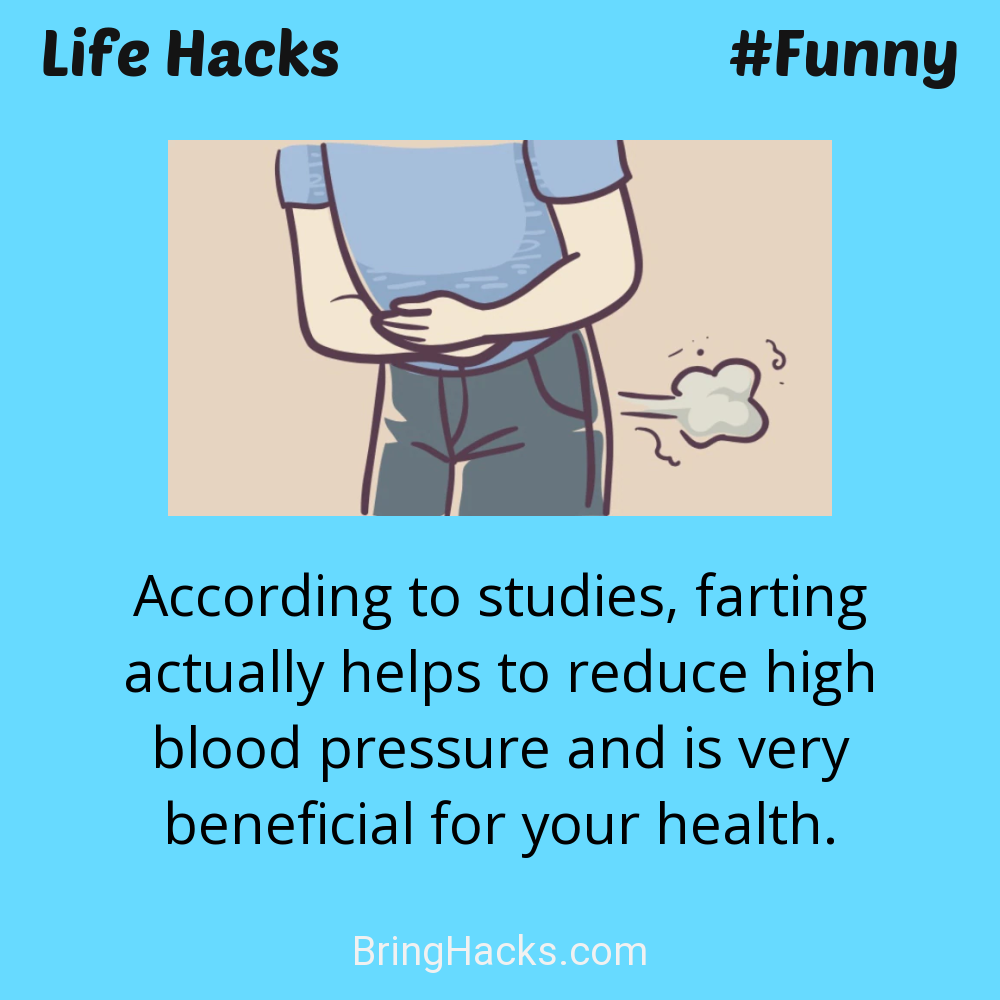 Life Hacks
#Funny
According to studies, farting
actually helps to reduce high
blood pressure and is very
beneficial for your health.
BringHacks.com